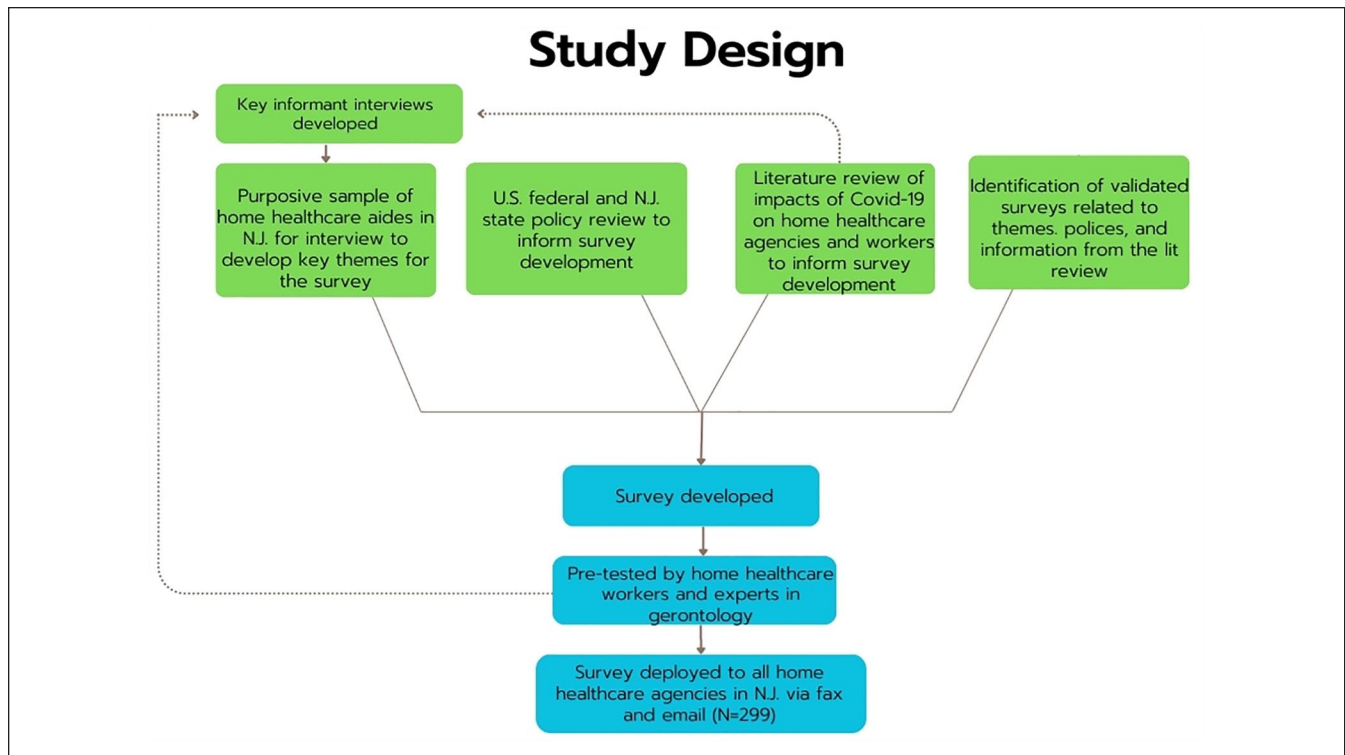 Study Design
Key informant interviews
developed
Purposive sample of
home healthcare aides in
N.J. for interview to
develop key themes for
the survey
U.S. federal and N.J.
state policy review to
inform survey
development
Literature review of
impacts of Covid-19
on home healthcare
agencies and workers
to inform survey
development
Identification of validated
surveys related to
themes. polices, and
information from the lit
review
Survey developed
Pre-tested by home healthcare
workers and experts in
gerontology
Survey deployed to all home
healthcare agencies in N.J. via fax
and email (N=299)